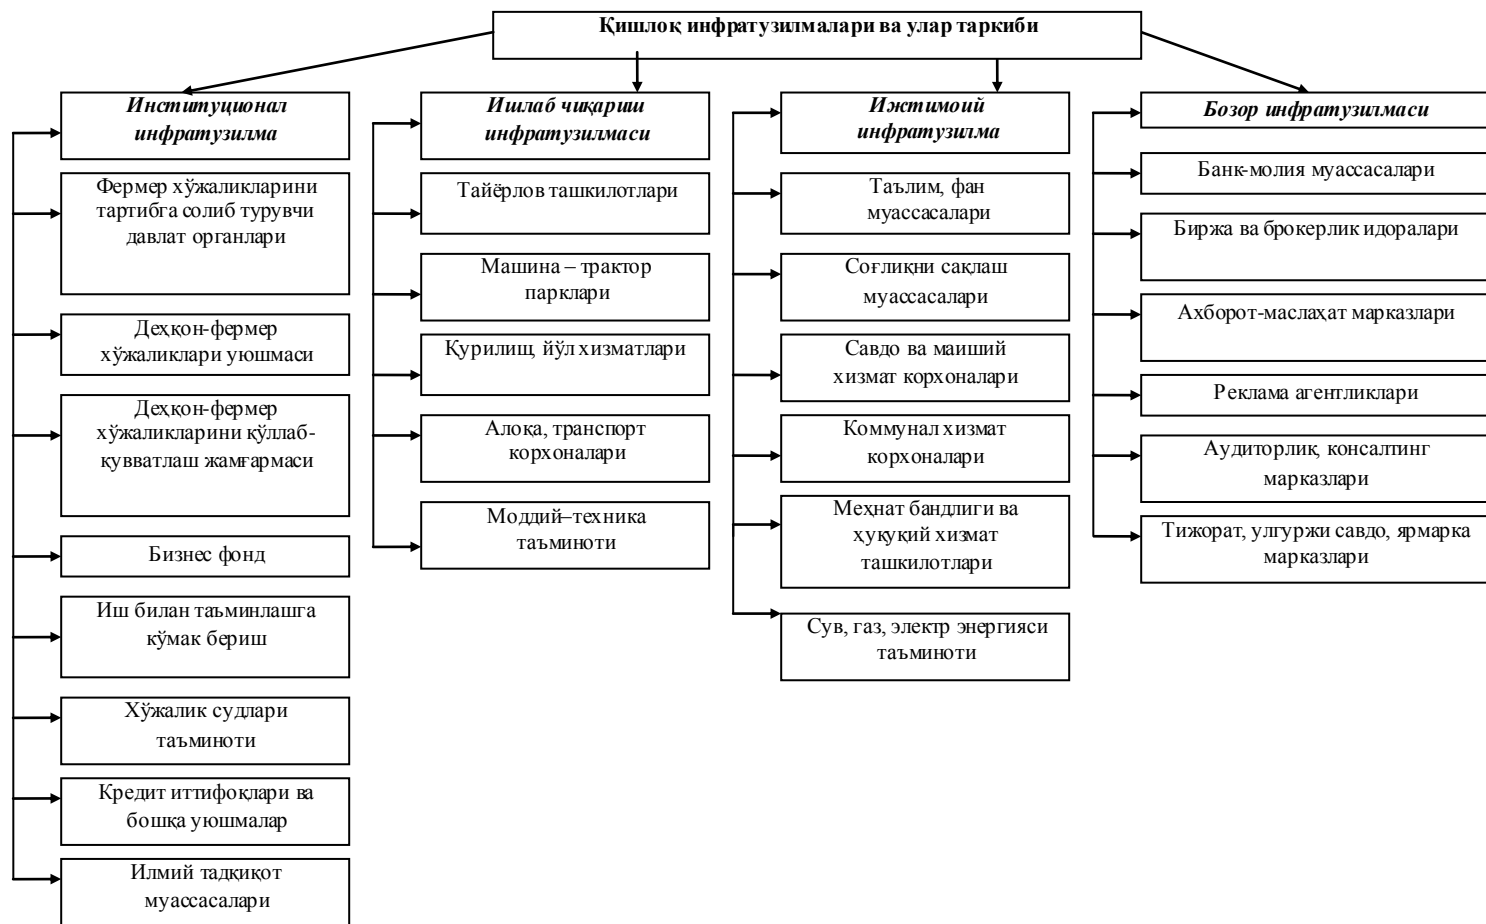 Қишлоқ инфратузилмалари ва улар таркиби
Институционал
инфратузилма
Фермер хўжаликларини
тартибга солиб турувчи
давлат органлари
Деҳқон-фермер
хўжаликлари уюшмаси
Деҳқон-фермер
хўжаликларини қўллаб-
қувватлаш жамғармаси
Бизнес фонд
Иш билан таъминлашга
кўмак бериш
Хўжалик судлари
таъминоти
Кредит иттифоқлари ва
бошқа уюшмалар
Илмий тадқиқот
муассасалари
Ишлаб чиқариш
инфратузилмаси
Тайёрлов ташкилотлари
Машина – трактор
парклари
Қурилиш, йўл хизматлари
Алоқа, транспорт
корхоналари
Моддий–техника
таъминоти
Ижтимоий
инфратузилма
Таълим, фан
муассасалари
Соғлиқни сақлаш
муассасалари
Савдо ва маиший
хизмат корхоналари
Коммунал хизмат
корхоналари
Меҳнат бандлиги ва
ҳуқуқий хизмат
ташкилотлари
Сув, газ, электр энергияси
таъминоти
Бозор инфратузилмаси
Банк-молия муассасалари
Биржа ва брокерлик идоралари
Ахборот-маслаҳат марказлари
Реклама агентликлари
Аудиторлик, консалтинг
марказлари
Тижорат, улгуржи савдо, ярмарка
марказлари